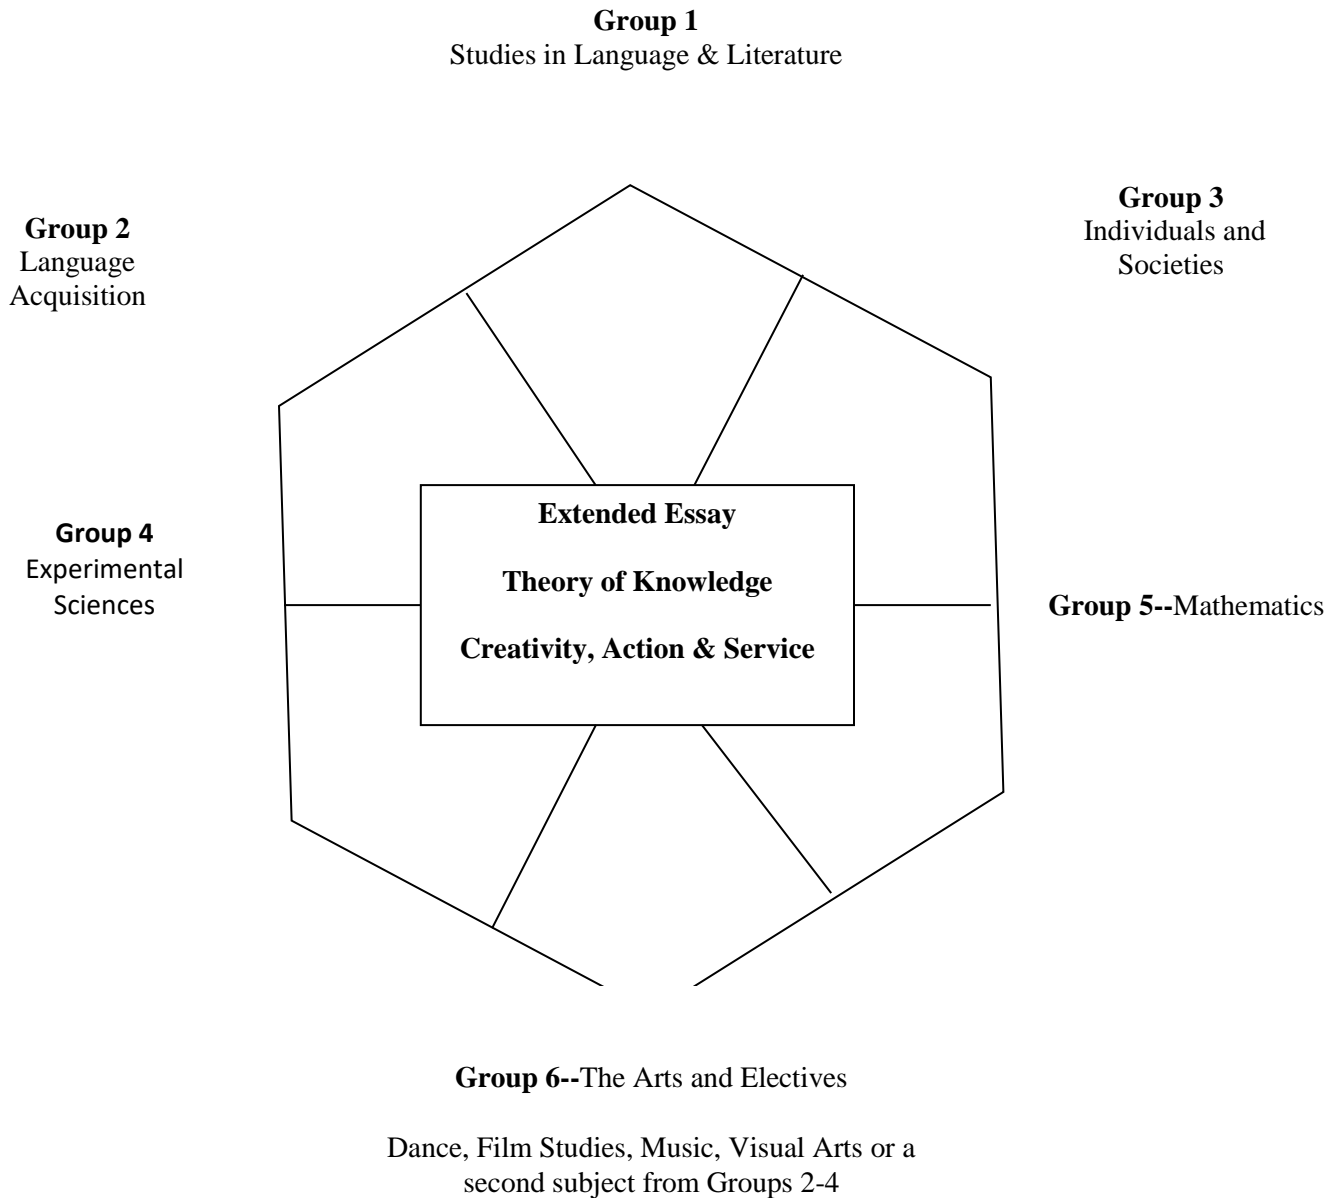 Group 1
Studies in Language & Literature
Group 2
Language
Acquisition
Group 3
Individuals and
Societies
Group 4
Experimental
Sciences
Extended Essay
Theory of Knowledge
Creativity, Action & Service
Group 5--Mathematics
Group 6--The Arts and Electives
Dance, Film Studies, Music, Visual Arts or a
second subject from Groups 2-4